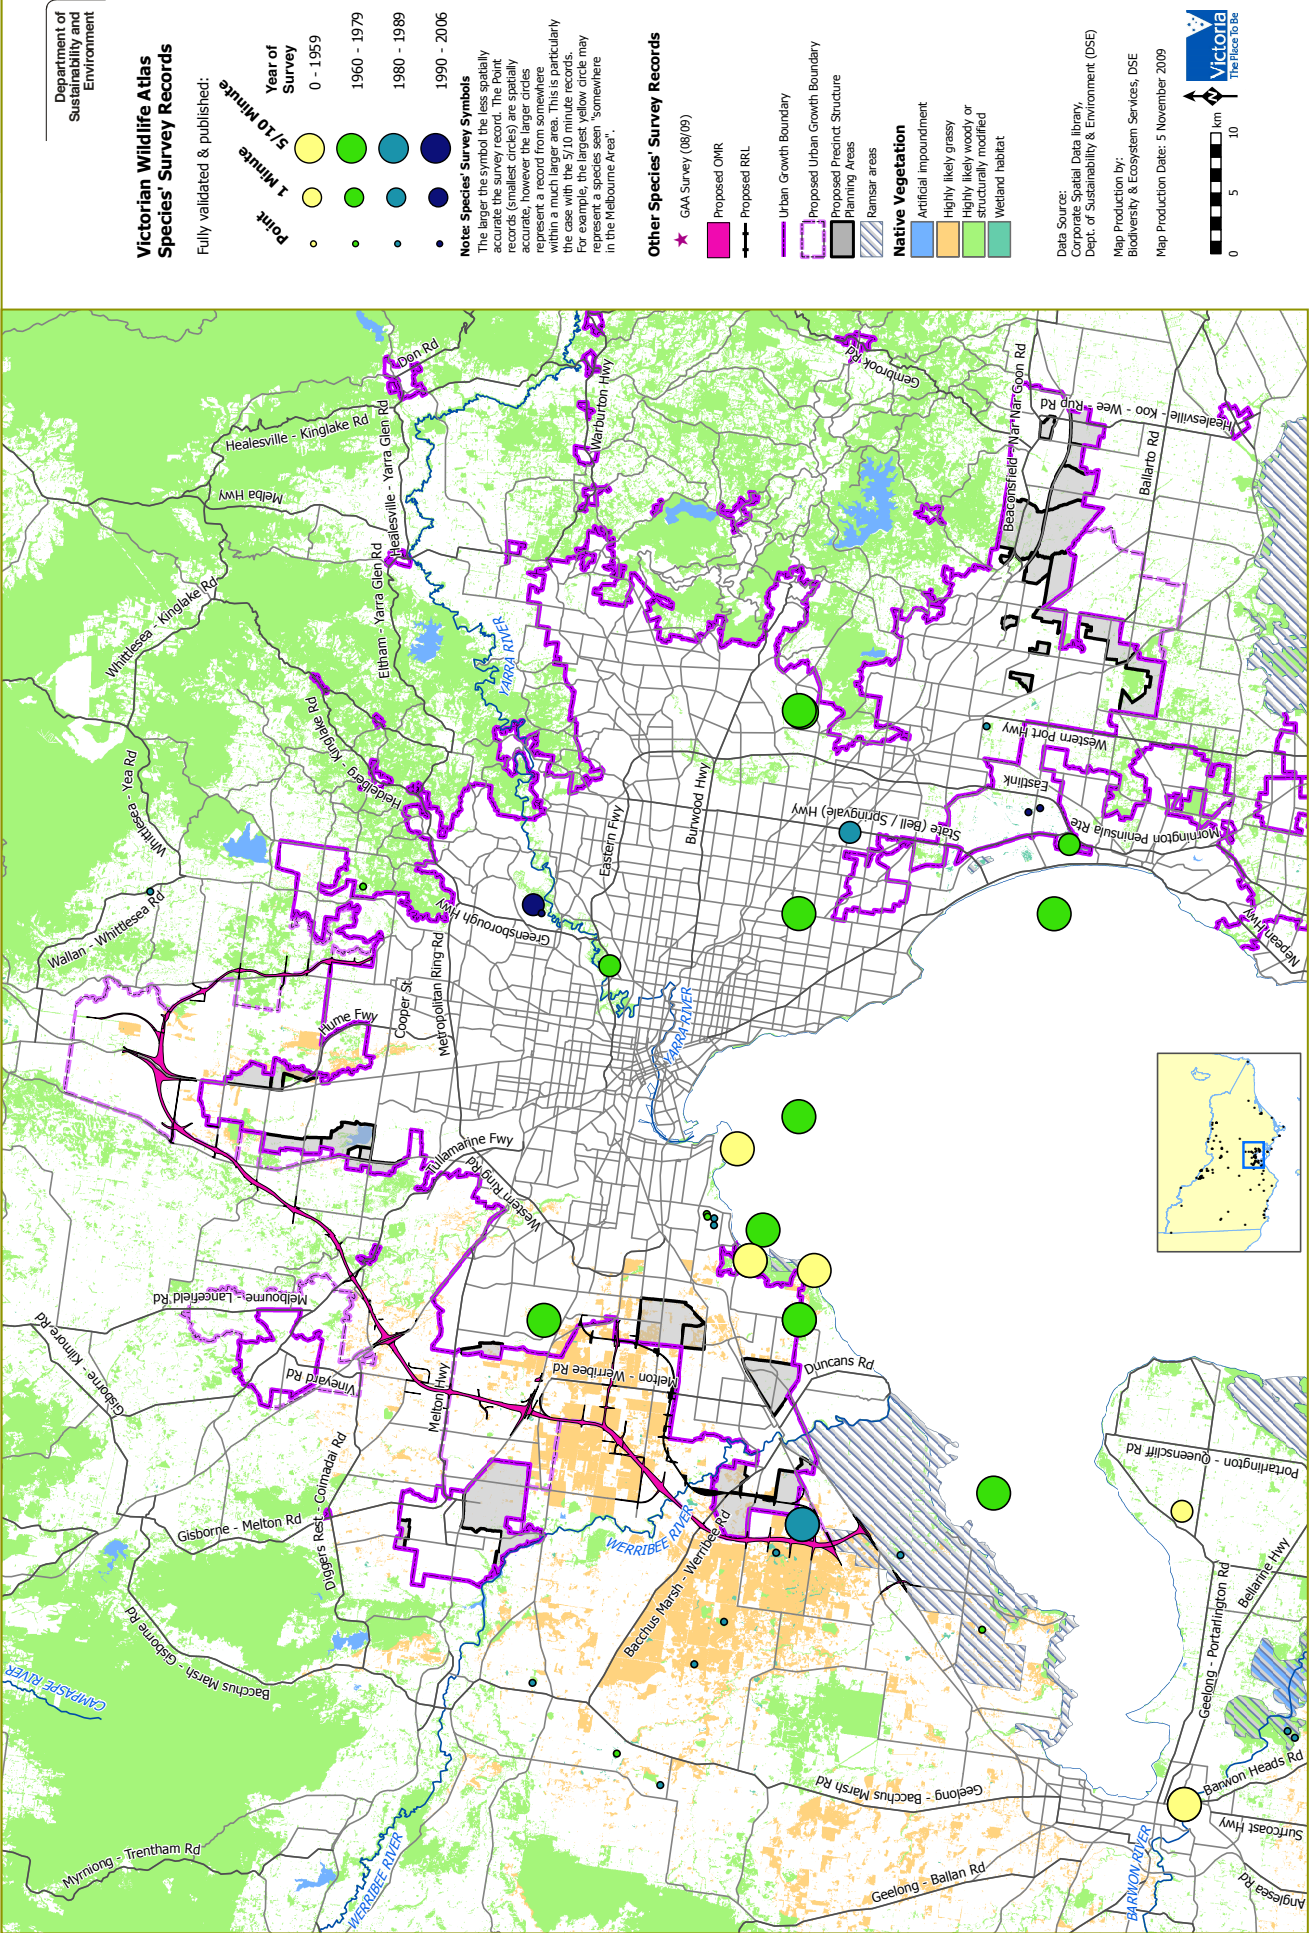 Department of
Sustainability and
Environment
Victorian Wildlife Atlas
Species' Survey Records
Fully validated & published:
Point
1 Minute
5/10 Minute
Year of
Survey
0 - 1959
1960 - 1979
1980 - 1989
1990 - 2006
Note: Species' Survey Symbols
The larger the symbol the less spatially
accurate the survey record. The Point
records (smallest circles) are spatially
accurate, however the larger circles
represent a record from somewhere
within a much larger area. This is particularly
the case with the 5/10 minute records.
For example, the largest yellow circle may
represent a species seen "somewhere
in the Melbourne Area".
Other Species' Survey Records
GAA Survey (08/09)
Proposed OMR
Proposed RRL
Urban Growth Boundary
Proposed Urban Growth Boundary
Proposed Precinct Structure
Planning Areas
Ramsar areas
Native Vegetation
Artificial impoundment
Highly likely grassy
Highly likely woody or
structurally modified
Wetland habitat
Data Source:
Corporate Spatial Data library,
Dept. of Sustainability & Environment (DSE)
Map Production by:
Biodiversity & Ecosystem Services, DSE
Map Production Date: 5 November 2009
0 5 10
km
N
Victoria
The Place To Be
CAMPASPE RIVER
Myrniong - Trentham Rd
WERRIBEE RIVER
Bacchus Marsh - Gisborne Rd
Gisborne - Kilmore Rd
Gisborne - Melton Rd
Diggers Rest - Coimadai Rd
Vineyard Rd
Melbourne - Lancefield Rd
Melton Hwy
Tullamarine Fwy
Western Ring Rd
Hume Fwy
Cooper St
Metropolitan Ring Rd
Greensborough Hwy
Wallan - Whittlesea Rd
Whittlesea - Yea Rd
Whittlesea - Kinglake Rd
Heidelberg - Kinglake Rd
Eltham - Yarra Glen Rd
Healesville - Yarra Glen Rd
Melba Hwy
Healesville - Kinglake Rd
Don Rd
Warburton Hwy
YARRA RIVER
Eastern Fwy
Burwood Hwy
YARRA RIVER
State (Bell / Springvale) Hwy
Gembrook Rd
Beaconsfield - Nar Nar Goon Rd
Healesville - Koo - Wee - Rup Rd
Ballarto Rd
Western Port Hwy
Eastlink
Mornington Peninsula Rte
Nepean Hwy
Melton - Werribee Rd
Duncans Rd
WERRIBEE RIVER
Bacchus Marsh - Werribee Rd
Geelong - Bacchus Marsh Rd
Geelong - Ballan Rd
Portarlington - Queenscliff Rd
Geelong - Portarlington Rd
Bellarine Hwy
Barwon Heads Rd
Surfcoast Hwy
Anglesea Rd
BARWON RIVER